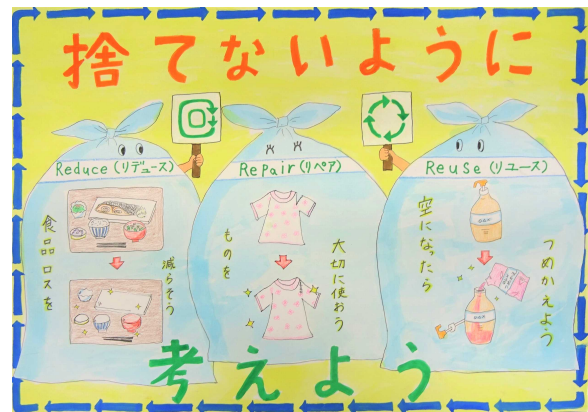 捨てないように
Reduce(リデュース)
食品ロスを
減らそう
Repair(リペア)
ものを
大切に使おう
Reuse(リユース)
空になったら
つめかえよう
考えよう